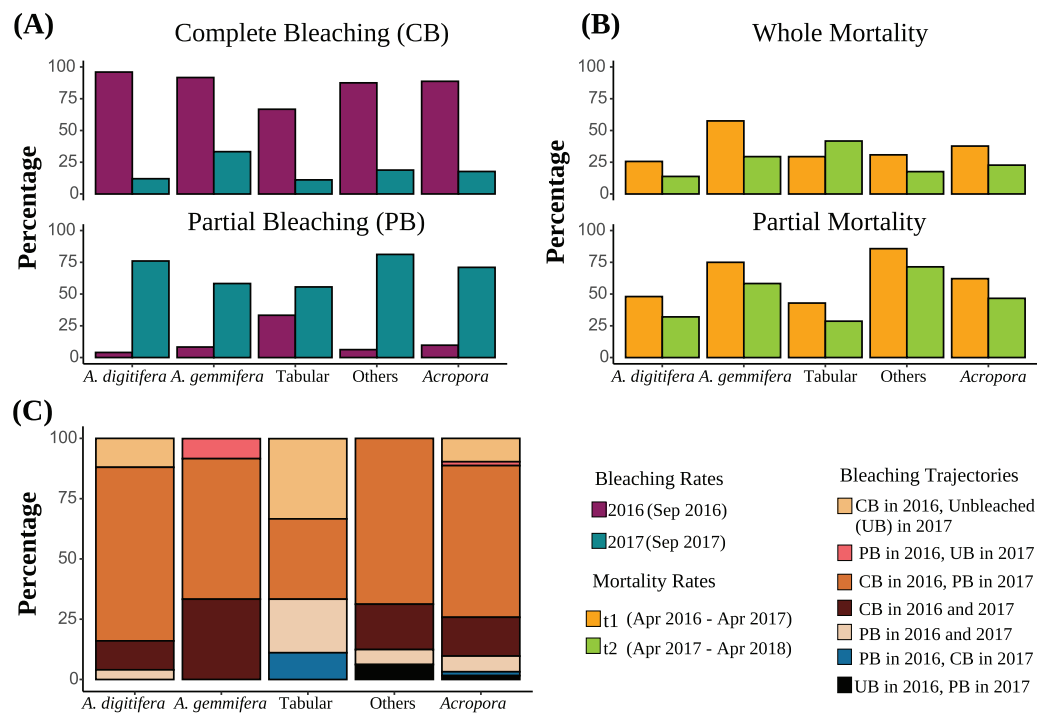 (A)
Complete Bleaching (CB)
100
75
50
25
0
Percentage
Partial Bleaching (PB)
100
75
50
25
0
A. digitifera A. gemmifera Tabular Others Acropora
(B)
Whole Mortality
100
75
50
25
0
Percentage
Partial Mortality
100
75
50
25
0
A. digitifera A. gemmifera Tabular Others Acropora
(C)
100
75
50
25
0
Percentage
A. digitifera A. gemmifera Tabular Others Acropora
Bleaching Rates
2016 (Sep 2016)
2017 (Sep 2017)
Mortality Rates
t1 (Apr 2016 - Apr 2017)
t2 (Apr 2017 - Apr 2018)
Bleaching Trajectories
CB in 2016, Unbleached
(UB) in 2017
PB in 2016, UB in 2017
CB in 2016, PB in 2017
CB in 2016 and 2017
PB in 2016 and 2017
PB in 2016, CB in 2017
UB in 2016, PB in 2017